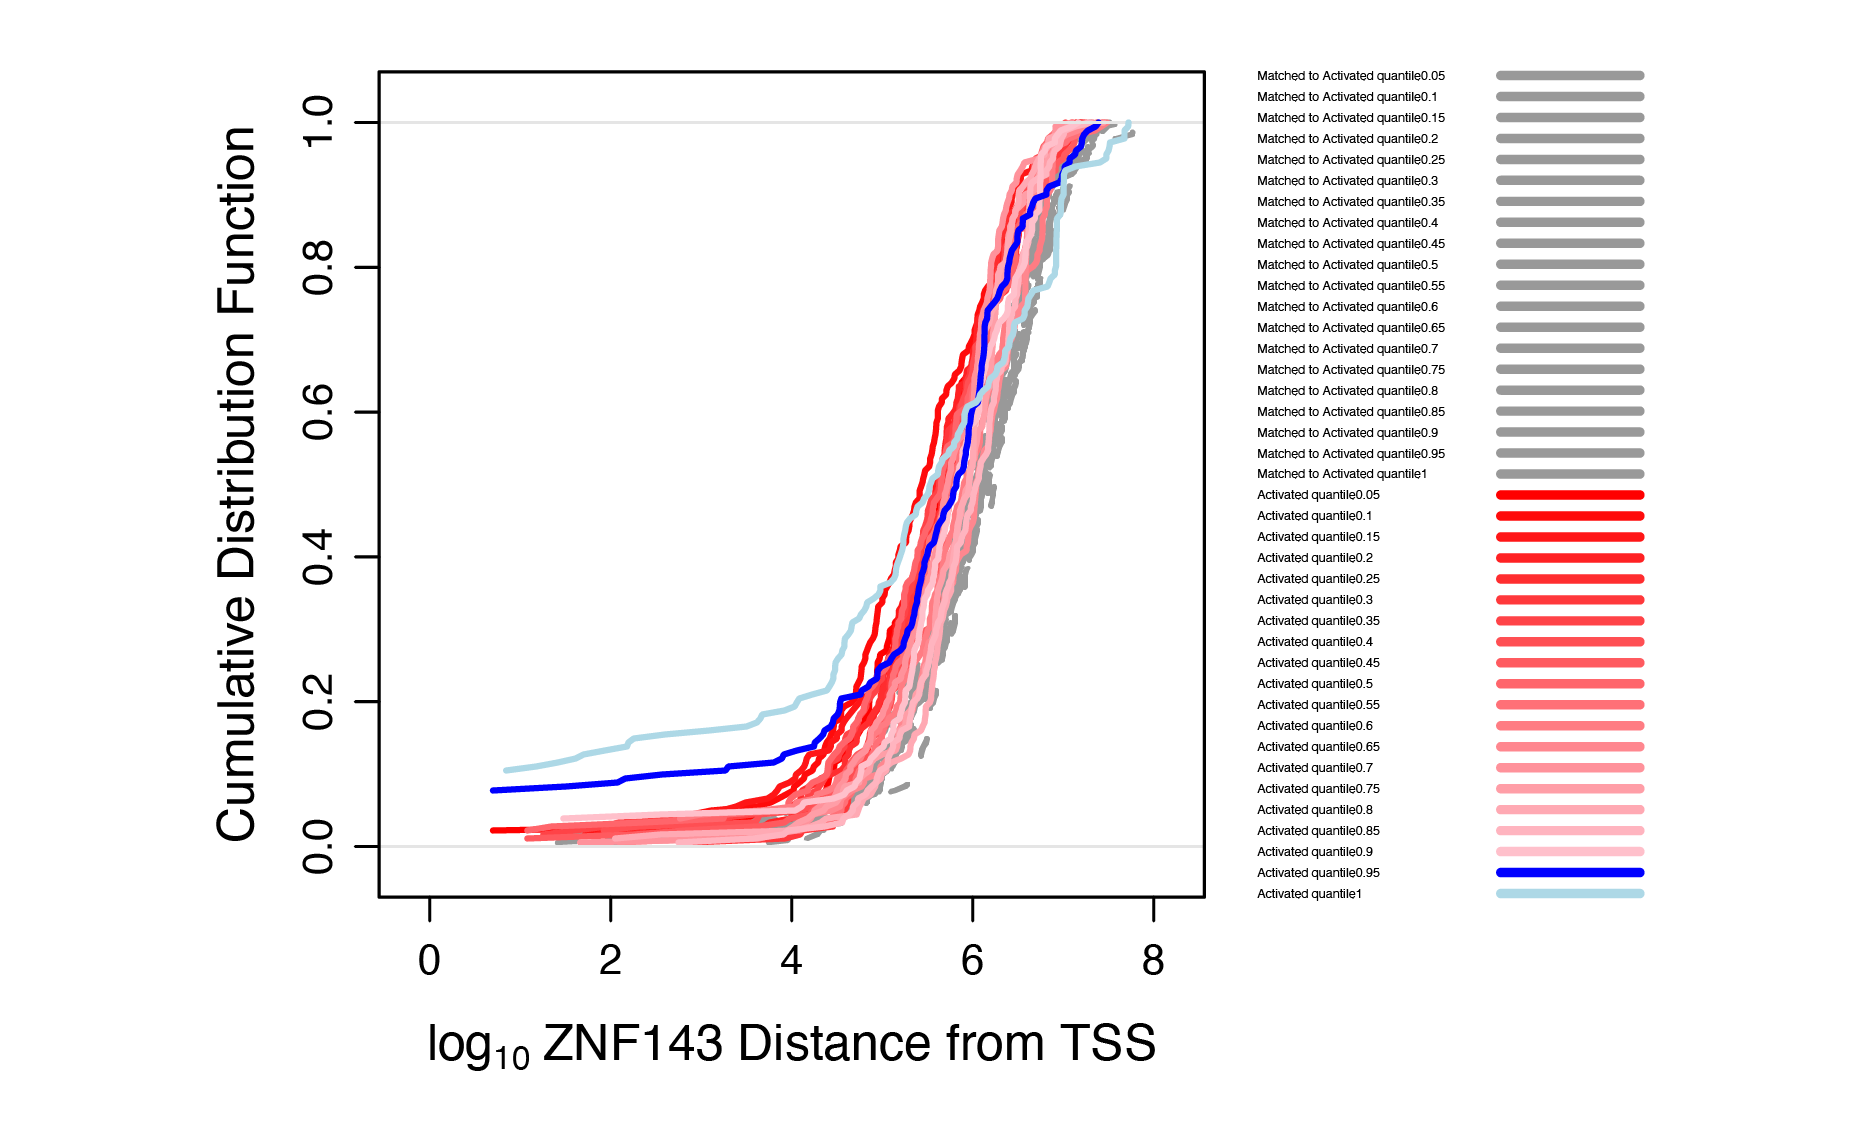 Cumulative Distribution Function
1.0
0.8
0.6
0.4
0.2
0.0
0 2 4 6 8
log10 ZNF143 Distance from TSS
Matched to Activated quantile0.05
Matched to Activated quantile0.1
Matched to Activated quantile0.15
Matched to Activated quantile0.2
Matched to Activated quantile0.25
Matched to Activated quantile0.3
Matched to Activated quantile0.35
Matched to Activated quantile0.4
Matched to Activated quantile0.45
Matched to Activated quantile0.5
Matched to Activated quantile0.55
Matched to Activated quantile0.6
Matched to Activated quantile0.65
Matched to Activated quantile0.7
Matched to Activated quantile0.75
Matched to Activated quantile0.8
Matched to Activated quantile0.85
Matched to Activated quantile0.9
Matched to Activated quantile0.95
Matched to Activated quantile1
Activated quantile0.05
Activated quantile0.1
Activated quantile0.15
Activated quantile0.2
Activated quantile0.25
Activated quantile0.3
Activated quantile0.35
Activated quantile0.4
Activated quantile0.45
Activated quantile0.5
Activated quantile0.55
Activated quantile0.6
Activated quantile0.65
Activated quantile0.7
Activated quantile0.75
Activated quantile0.8
Activated quantile0.85
Activated quantile0.9
Activated quantile0.95
Activated quantile1